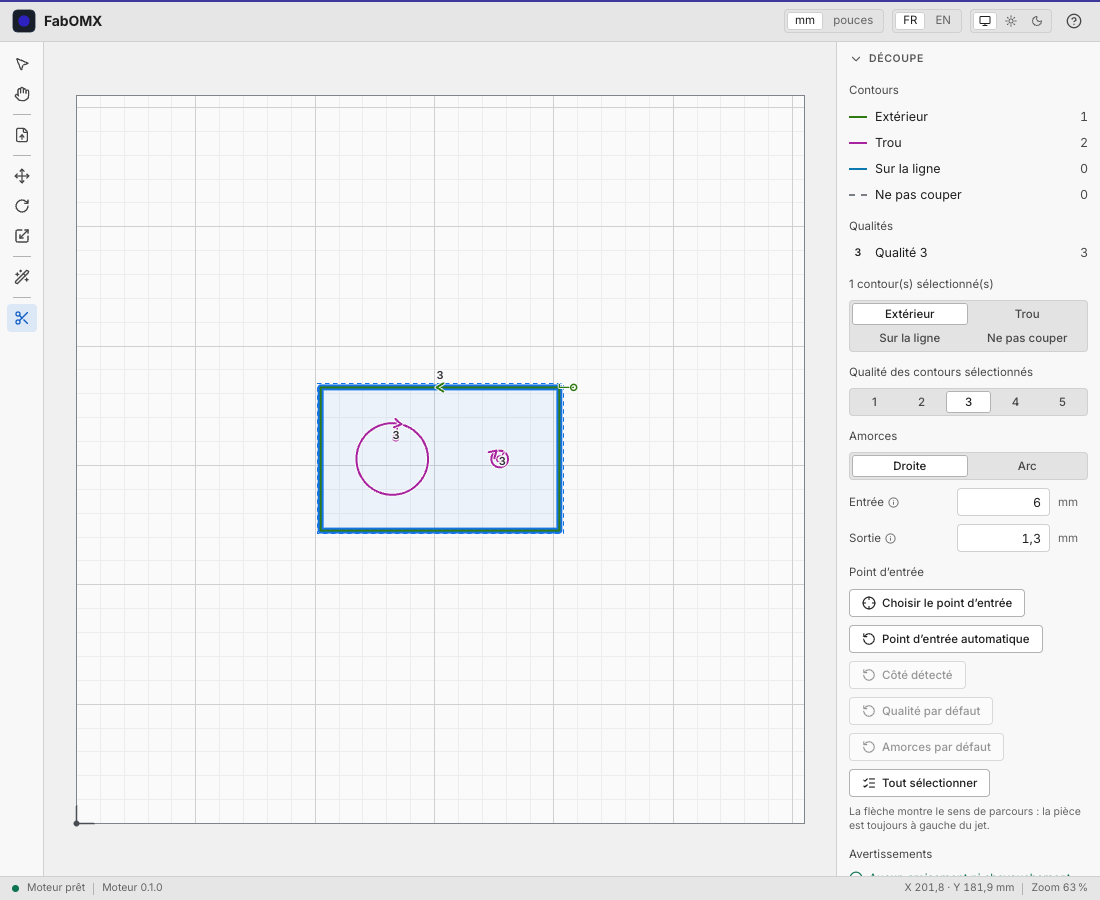 FabOMX
mm pouces
FR EN
DÉCOUPE
Contours
Extérieur 1
Trou 2
Sur la ligne 0
Ne pas couper 0
Qualités
3 Qualité 3 3
1 contour(s) sélectionné(s)
Extérieur Trou
Sur la ligne Ne pas couper
Qualité des contours sélectionnés
1 2 3 4 5
Amorces
Droite Arc
Entrée 6 mm
Sortie 1,3 mm
Point d’entrée
Choisir le point d’entrée
Point d’entrée automatique
Côté détecté
Qualité par défaut
Amorces par défaut
Tout sélectionner
La flèche montre le sens de parcours : la pièce
est toujours à gauche du jet.
Avertissements
3
3
3
Moteur prêt Moteur 0.1.0
X 201,8 · Y 181,9 mm Zoom 63 %